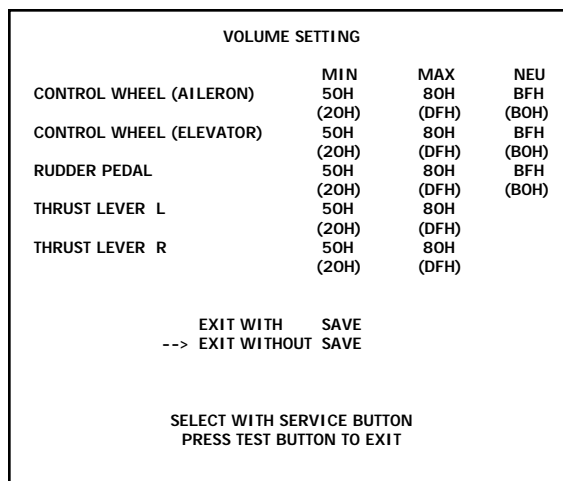 VOLUME SETTING
MIN MAX NEU
CONTROL WHEEL (AILERON) 50H 80H BFH
(20H) (DFH) (B0H)
CONTROL WHEEL (ELEVATOR) 50H 80H BFH
(20H) (DFH) (B0H)
RUDDER PEDAL 50H 80H BFH
(20H) (DFH) (B0H)
THRUST LEVER L 50H 80H
(20H) (DFH)
THRUST LEVER R 50H 80H
(20H) (DFH)
EXIT WITH SAVE
--> EXIT WITHOUT SAVE
SELECT WITH SERVICE BUTTON
PRESS TEST BUTTON TO EXIT